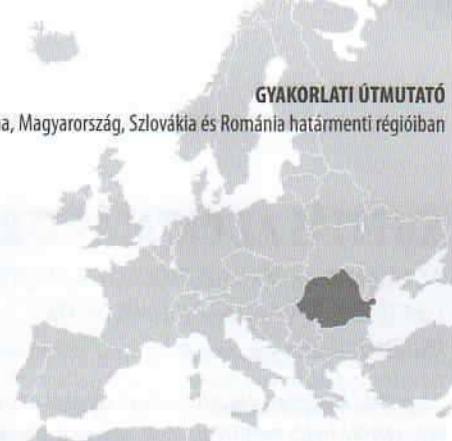 GYAKORLATI ÚTMUTATÓ
Magyarország, Szlovákia és Románia határmenti régióiban